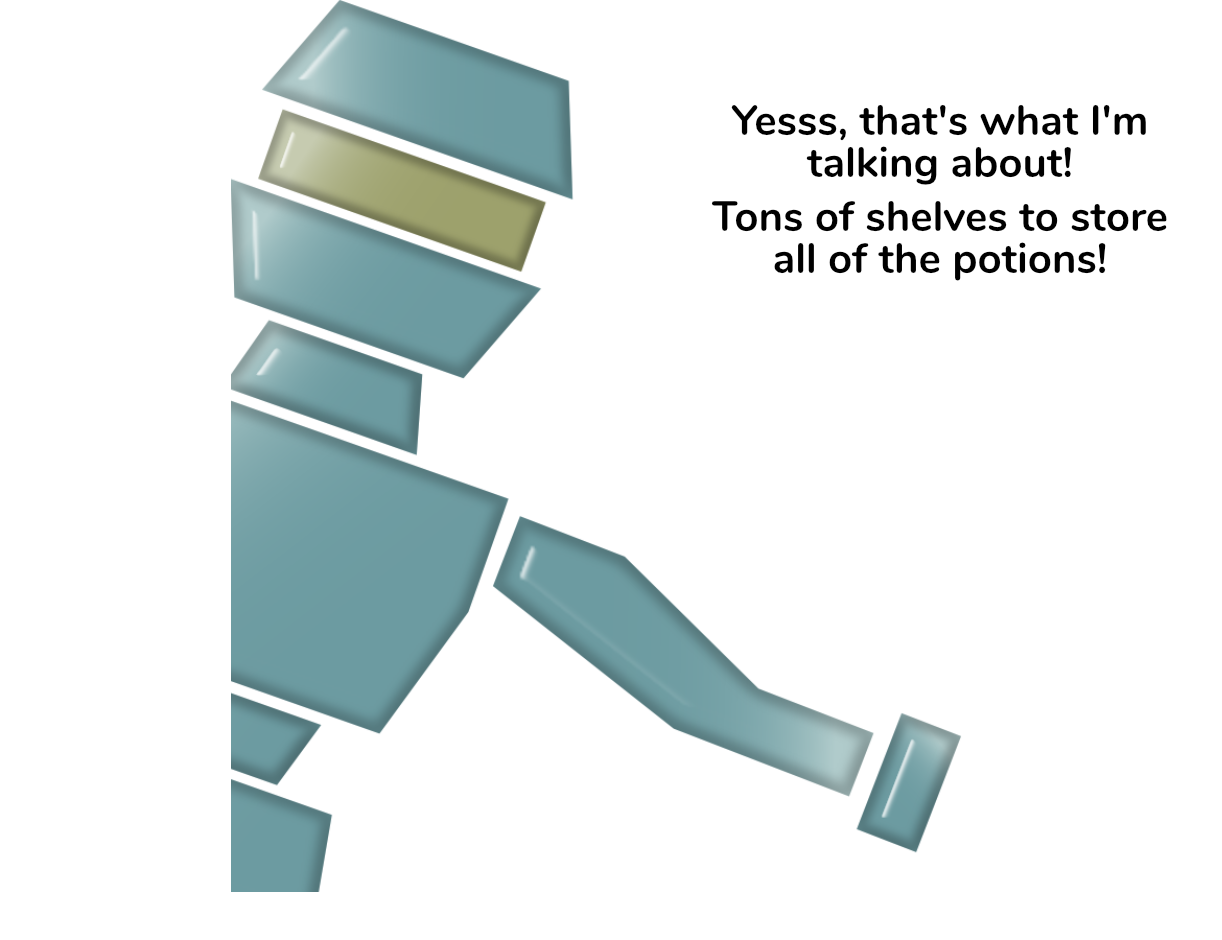 Yesss, that's what I'm
talking about!
Tons of shelves to store
all of the potions!